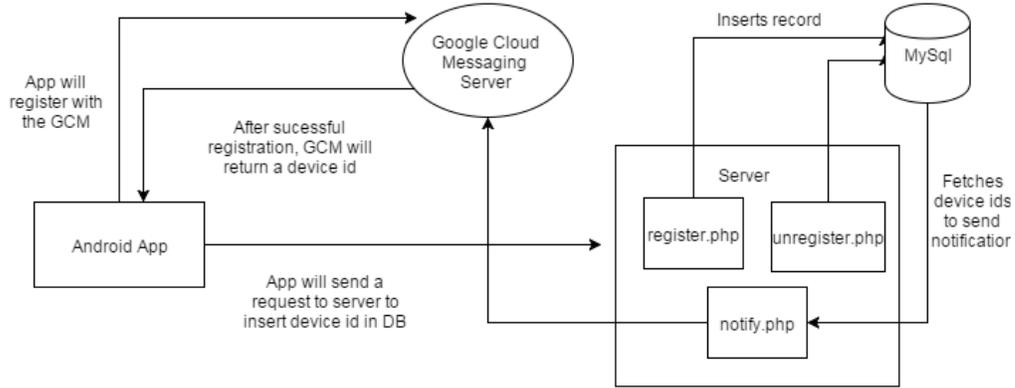 Inserts record
Google Cloud
Messaging
Server
MySql
App will
register with
the GCM
After sucessful
registration, GCM will
return a device id
Server
Fetches
device ids
to send
notification
Android App
register.php
unregister.php
App will send a
request to server to
insert device id in DB
notify.php